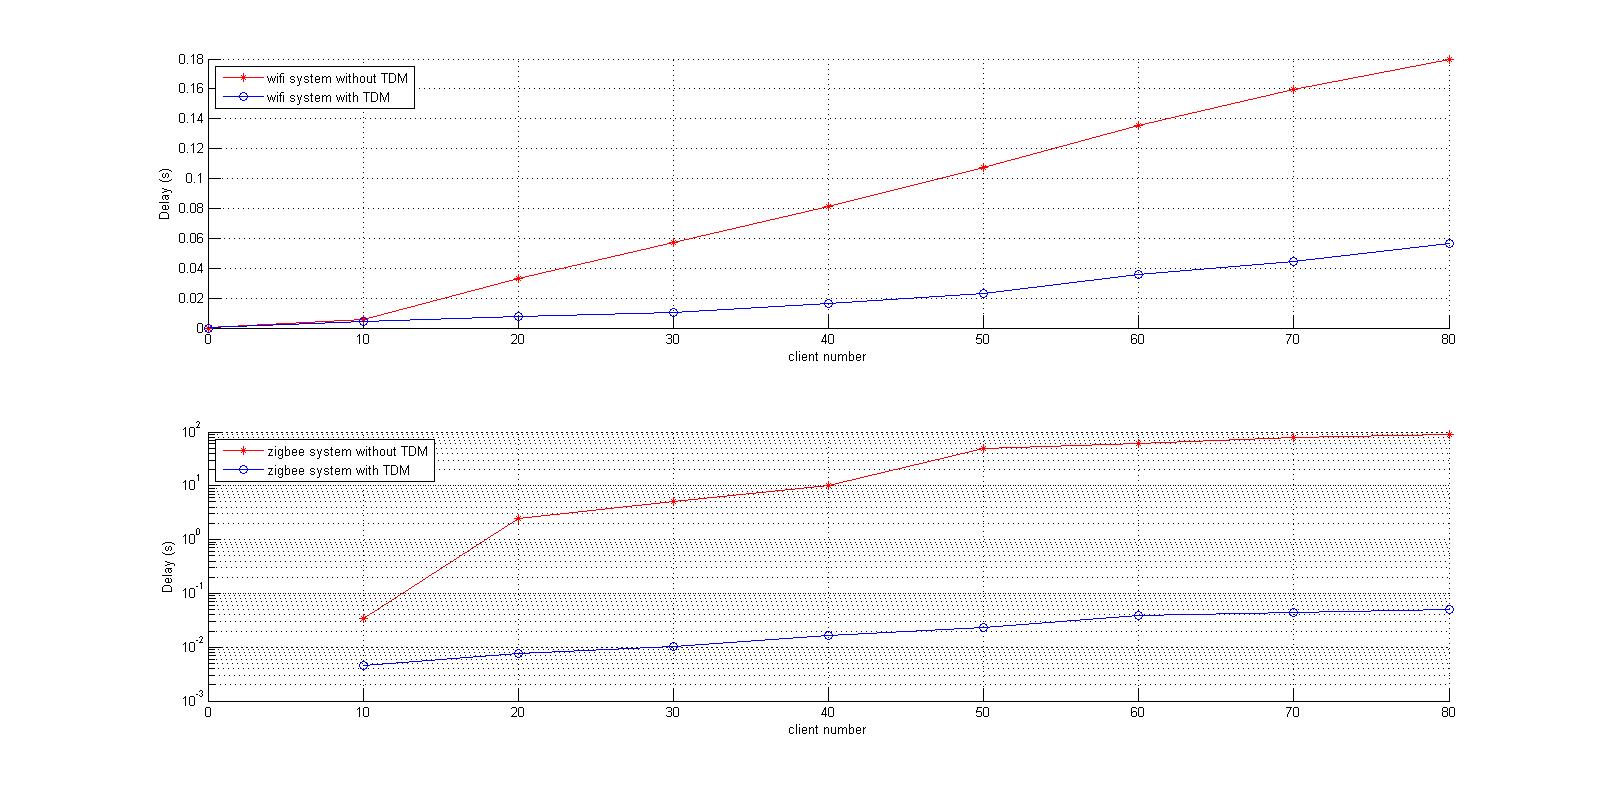 0.18
wifi system without TDM
0.16
wifi system with TDM
0.14
0.12
0.1
0.08
0.06
0.04
0.02
0
Delay (s)
0 10 20 30 40 50 60 70 80
client number
10^2
zigbee system without TDM
zigbee system with TDM
10^1
10^0
10^-1
10^-2
10^-3
Delay (s)
0 10 20 30 40 50 60 70 80
client number